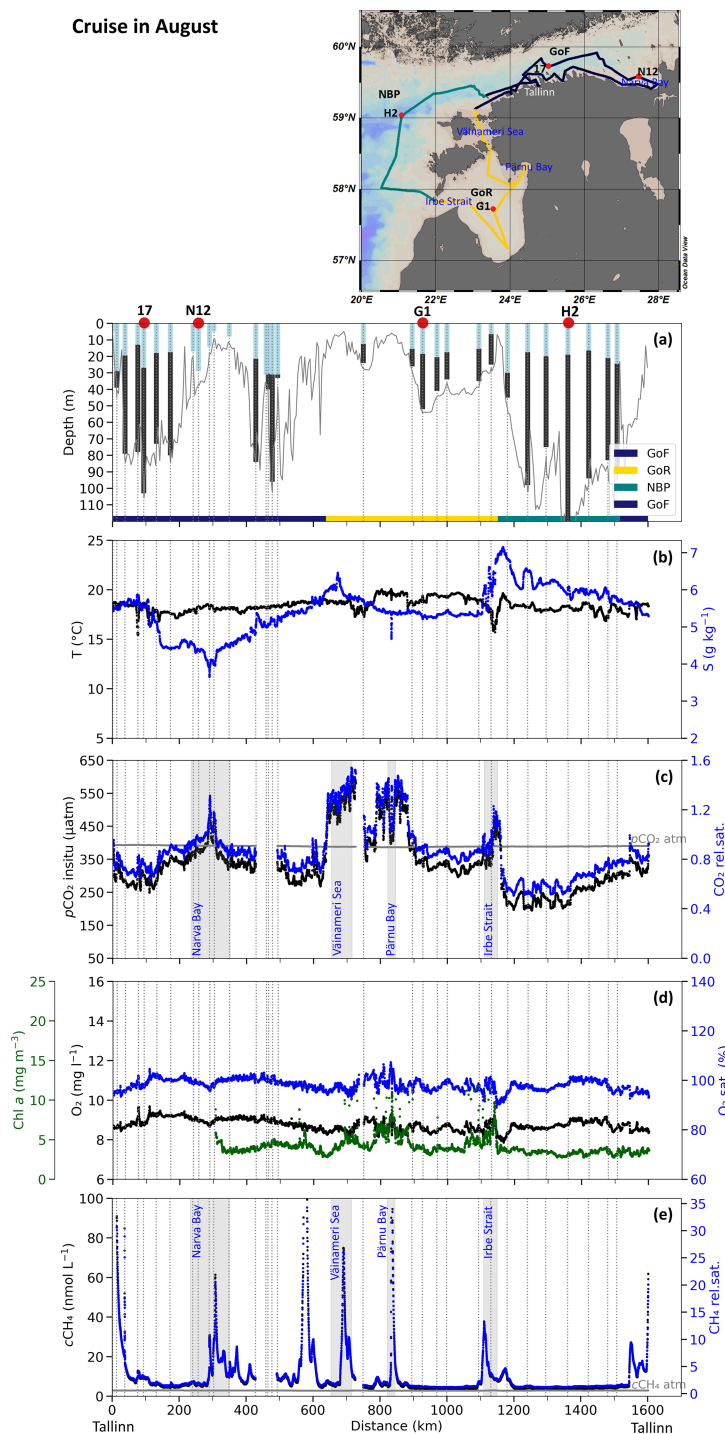 Cruise in August
60°N
59°N
58°N
57°N
20°E
22°E
24°E
26°E
28°E
GoF
17
N12
Narva Bay
Tallinn
NBP
H2
Väinameri Sea
Pärnu Bay
GoR
Irbe Strait
G1
Ocean Data View
17
N12
G1
H2
(a)
Depth (m)
0
10
20
30
40
50
60
70
80
90
100
110
GoF
GoR
NBP
GoF
(b)
T (°C)
25
20
15
10
5
S (g kg⁻¹)
7
6
5
4
3
2
(c)
pCO₂ insitu (µatm)
650
550
450
350
250
150
50
CO₂ rel.sat.
1.6
1.2
0.8
0.4
0.0
pCO₂ atm
Narva Bay
Väinameri Sea
Pärnu Bay
Irbe Strait
(d)
Chl a (mg m⁻³)
25
20
15
10
5
0
O₂ (mg l⁻¹)
16
14
12
10
8
6
O₂ sat. (%)
140
120
100
80
60
(e)
cCH₄ (nmol L⁻¹)
100
80
60
40
20
0
CH₄ rel.sat.
35
30
25
20
15
10
5
0
cCH₄ atm
Narva Bay
Väinameri Sea
Pärnu Bay
Irbe Strait
0
200
400
600
800
1000
1200
1400
1600
Tallinn
Distance (km)
Tallinn